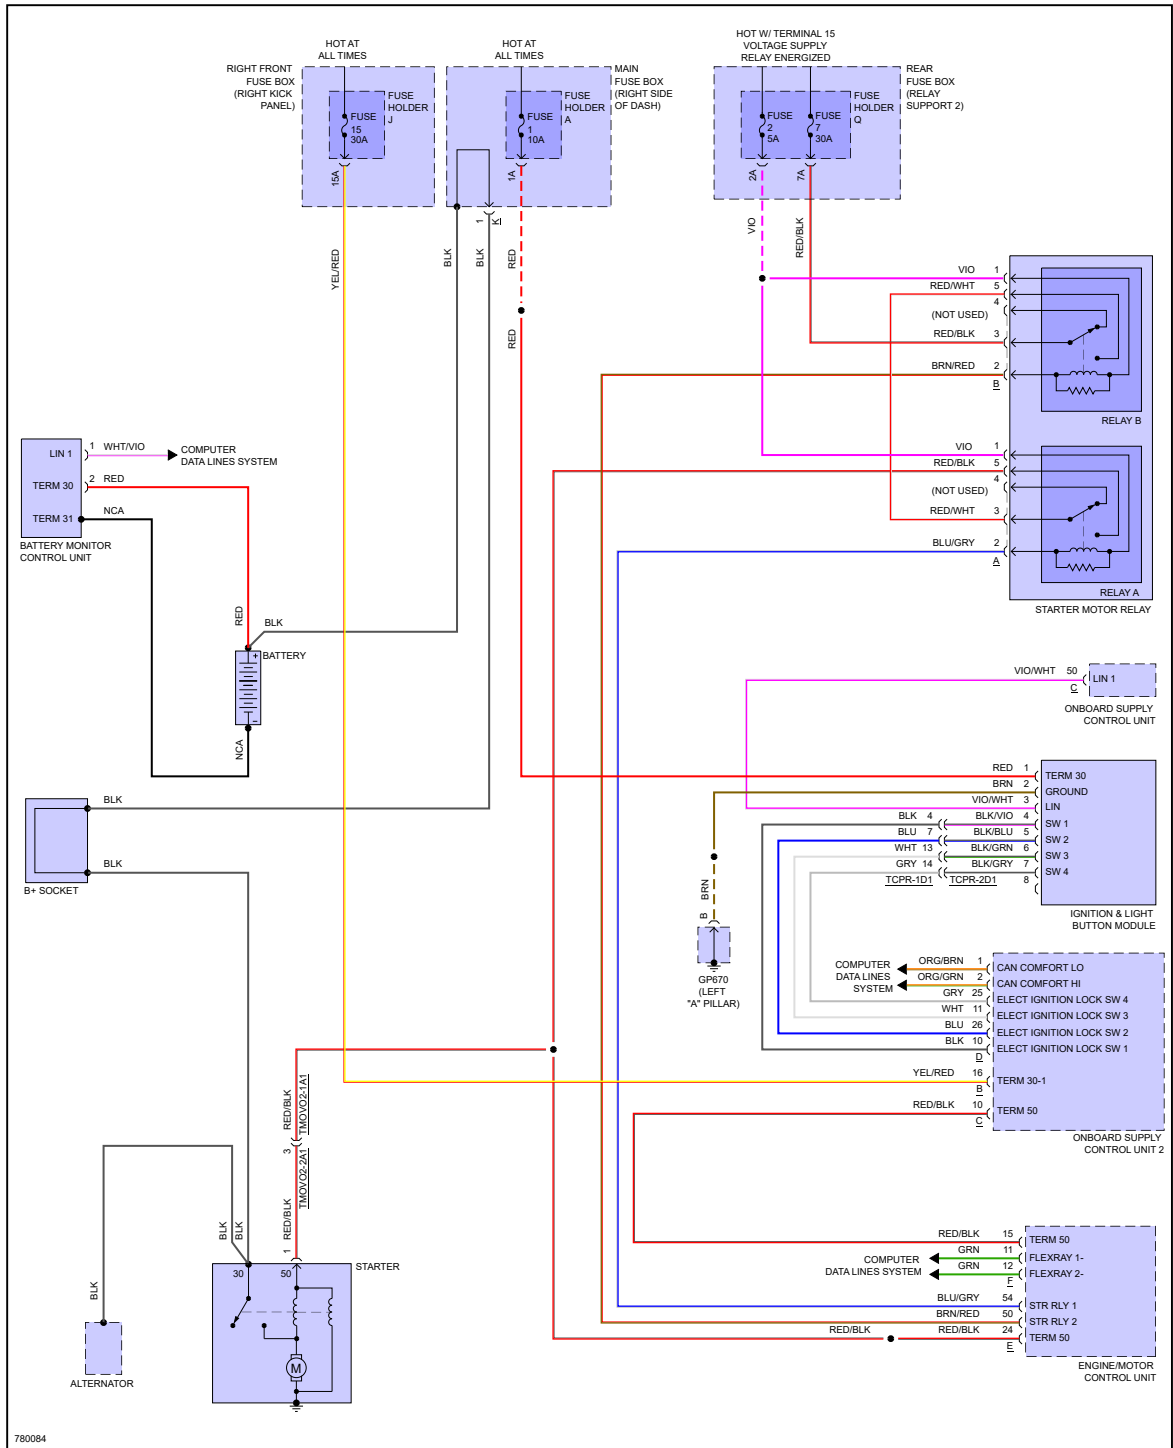 HOT AT
ALL TIMES
HOT AT
ALL TIMES
HOT W/ TERMINAL 15
VOLTAGE SUPPLY
RELAY ENERGIZED
RIGHT FRONT
FUSE BOX
(RIGHT KICK
PANEL)
FUSE
HOLDER
J
FUSE
15
30A
15A
MAIN
FUSE BOX
(RIGHT SIDE
OF DASH)
FUSE
HOLDER
A
FUSE
1
10A
1A
1
K
REAR
FUSE BOX
(RELAY
SUPPORT 2)
FUSE
HOLDER
Q
FUSE
2
5A
FUSE
7
30A
2A
7A
YEL/RED
BLK
BLK
RED
RED
VIO
RED/BLK
VIO 1
RED/WHT 5
4
(NOT USED)
RED/BLK 3
BRN/RED 2
B
RELAY B
VIO 1
RED/BLK 5
4
(NOT USED)
RED/WHT 3
BLU/GRY 2
A
RELAY A
STARTER MOTOR RELAY
LIN 1
1 WHT/VIO
COMPUTER
DATA LINES SYSTEM
TERM 30
2 RED
TERM 31
NCA
BATTERY MONITOR
CONTROL UNIT
RED
BLK
+
BATTERY
-
NCA
VIO/WHT 50
C
LIN 1
ONBOARD SUPPLY
CONTROL UNIT
BLK
BLK
B+ SOCKET
RED 1 TERM 30
BRN 2 GROUND
VIO/WHT 3 LIN
BLK 4 BLK/VIO 4 SW 1
BLU 7 BLK/BLU 5 SW 2
WHT 13 BLK/GRN 6 SW 3
GRY 14 BLK/GRY 7 SW 4
TCPR-1D1 TCPR-2D1 8
IGNITION & LIGHT
BUTTON MODULE
BRN
B
GP670
(LEFT
"A" PILLAR)
COMPUTER
DATA LINES
SYSTEM
ORG/BRN 1 CAN COMFORT LO
ORG/GRN 2 CAN COMFORT HI
GRY 25 ELECT IGNITION LOCK SW 4
WHT 11 ELECT IGNITION LOCK SW 3
BLU 26 ELECT IGNITION LOCK SW 2
BLK 10 ELECT IGNITION LOCK SW 1
D
YEL/RED 16 TERM 30-1
B
RED/BLK 10 TERM 50
C
ONBOARD SUPPLY
CONTROL UNIT 2
RED/BLK
TMOVO2-1A1
3
TMOVO2-2A1
RED/BLK
1
BLK
BLK
BLK
30
50
STARTER
M
ALTERNATOR
RED/BLK 15 TERM 50
GRN 11 FLEXRAY 1-
GRN 12 FLEXRAY 2-
F
COMPUTER
DATA LINES SYSTEM
BLU/GRY 54 STR RLY 1
BRN/RED 50 STR RLY 2
RED/BLK RED/BLK 24 TERM 50
E
ENGINE/MOTOR
CONTROL UNIT
780084